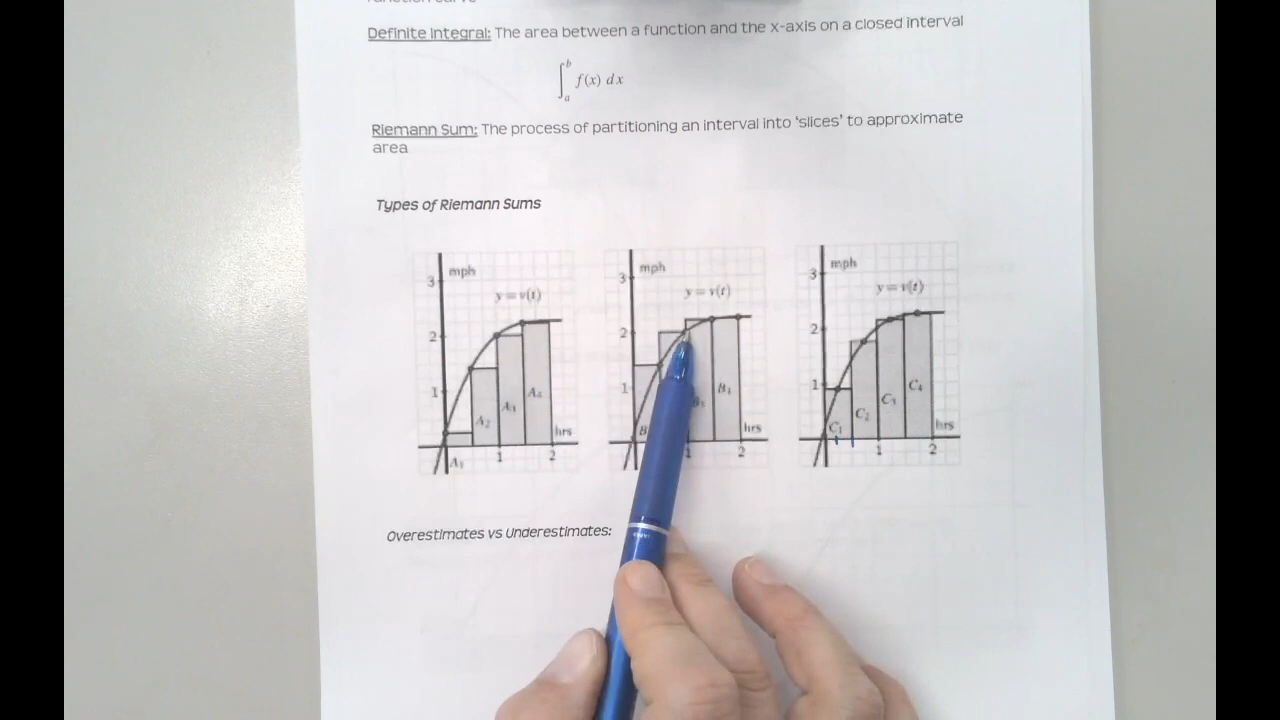 Definite Integral: The area between a function and the x-axis on a closed interval
∫_a^b f(x) dx
Riemann Sum: The process of partitioning an interval into ‘slices’ to approximate
area
Types of Riemann Sums
mph
3
y = v(t)
2
1
A₁
A₂
A₃
A₄
hrs
1
2
mph
3
y = v(t)
2
1
B
B₄
hrs
1
2
mph
3
y = v(t)
2
1
C₁
C₂
C₃
C₄
hrs
1
2
Overestimates vs Underestimates: